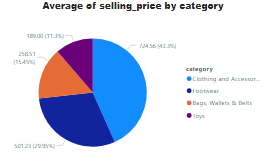 Average of selling_price by category
189.00 (11.3%)
724.56 (43.3%)
258.51
(15.45%)
category
Clothing and Accessor...
Footwear
Bags, Wallets & Belts
Toys
501.23 (29.95%)